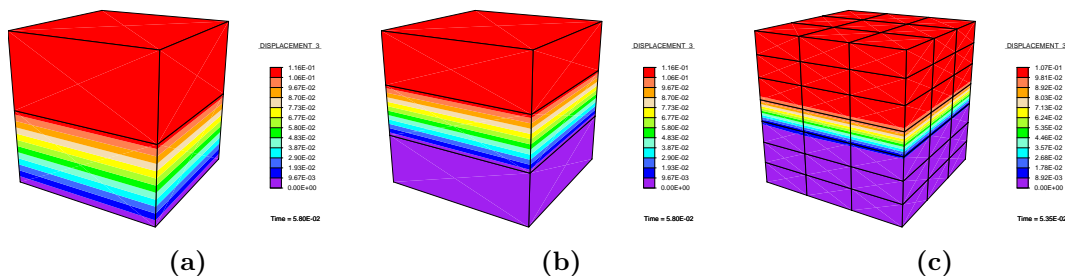 DISPLACEMENT 3
1.16E-01
1.06E-01
9.67E-02
8.70E-02
7.73E-02
6.77E-02
5.80E-02
4.83E-02
3.87E-02
2.90E-02
1.93E-02
9.67E-03
0.00E+00
Time = 5.80E-02
(a)
DISPLACEMENT 3
1.16E-01
1.06E-01
9.67E-02
8.70E-02
7.73E-02
6.77E-02
5.80E-02
4.83E-02
3.87E-02
2.90E-02
1.93E-02
9.67E-03
0.00E+00
Time = 5.80E-02
(b)
DISPLACEMENT 3
1.07E-01
9.81E-02
8.92E-02
8.03E-02
7.13E-02
6.24E-02
5.35E-02
4.46E-02
3.57E-02
2.68E-02
1.78E-02
8.92E-03
0.00E+00
Time = 5.35E-02
(c)